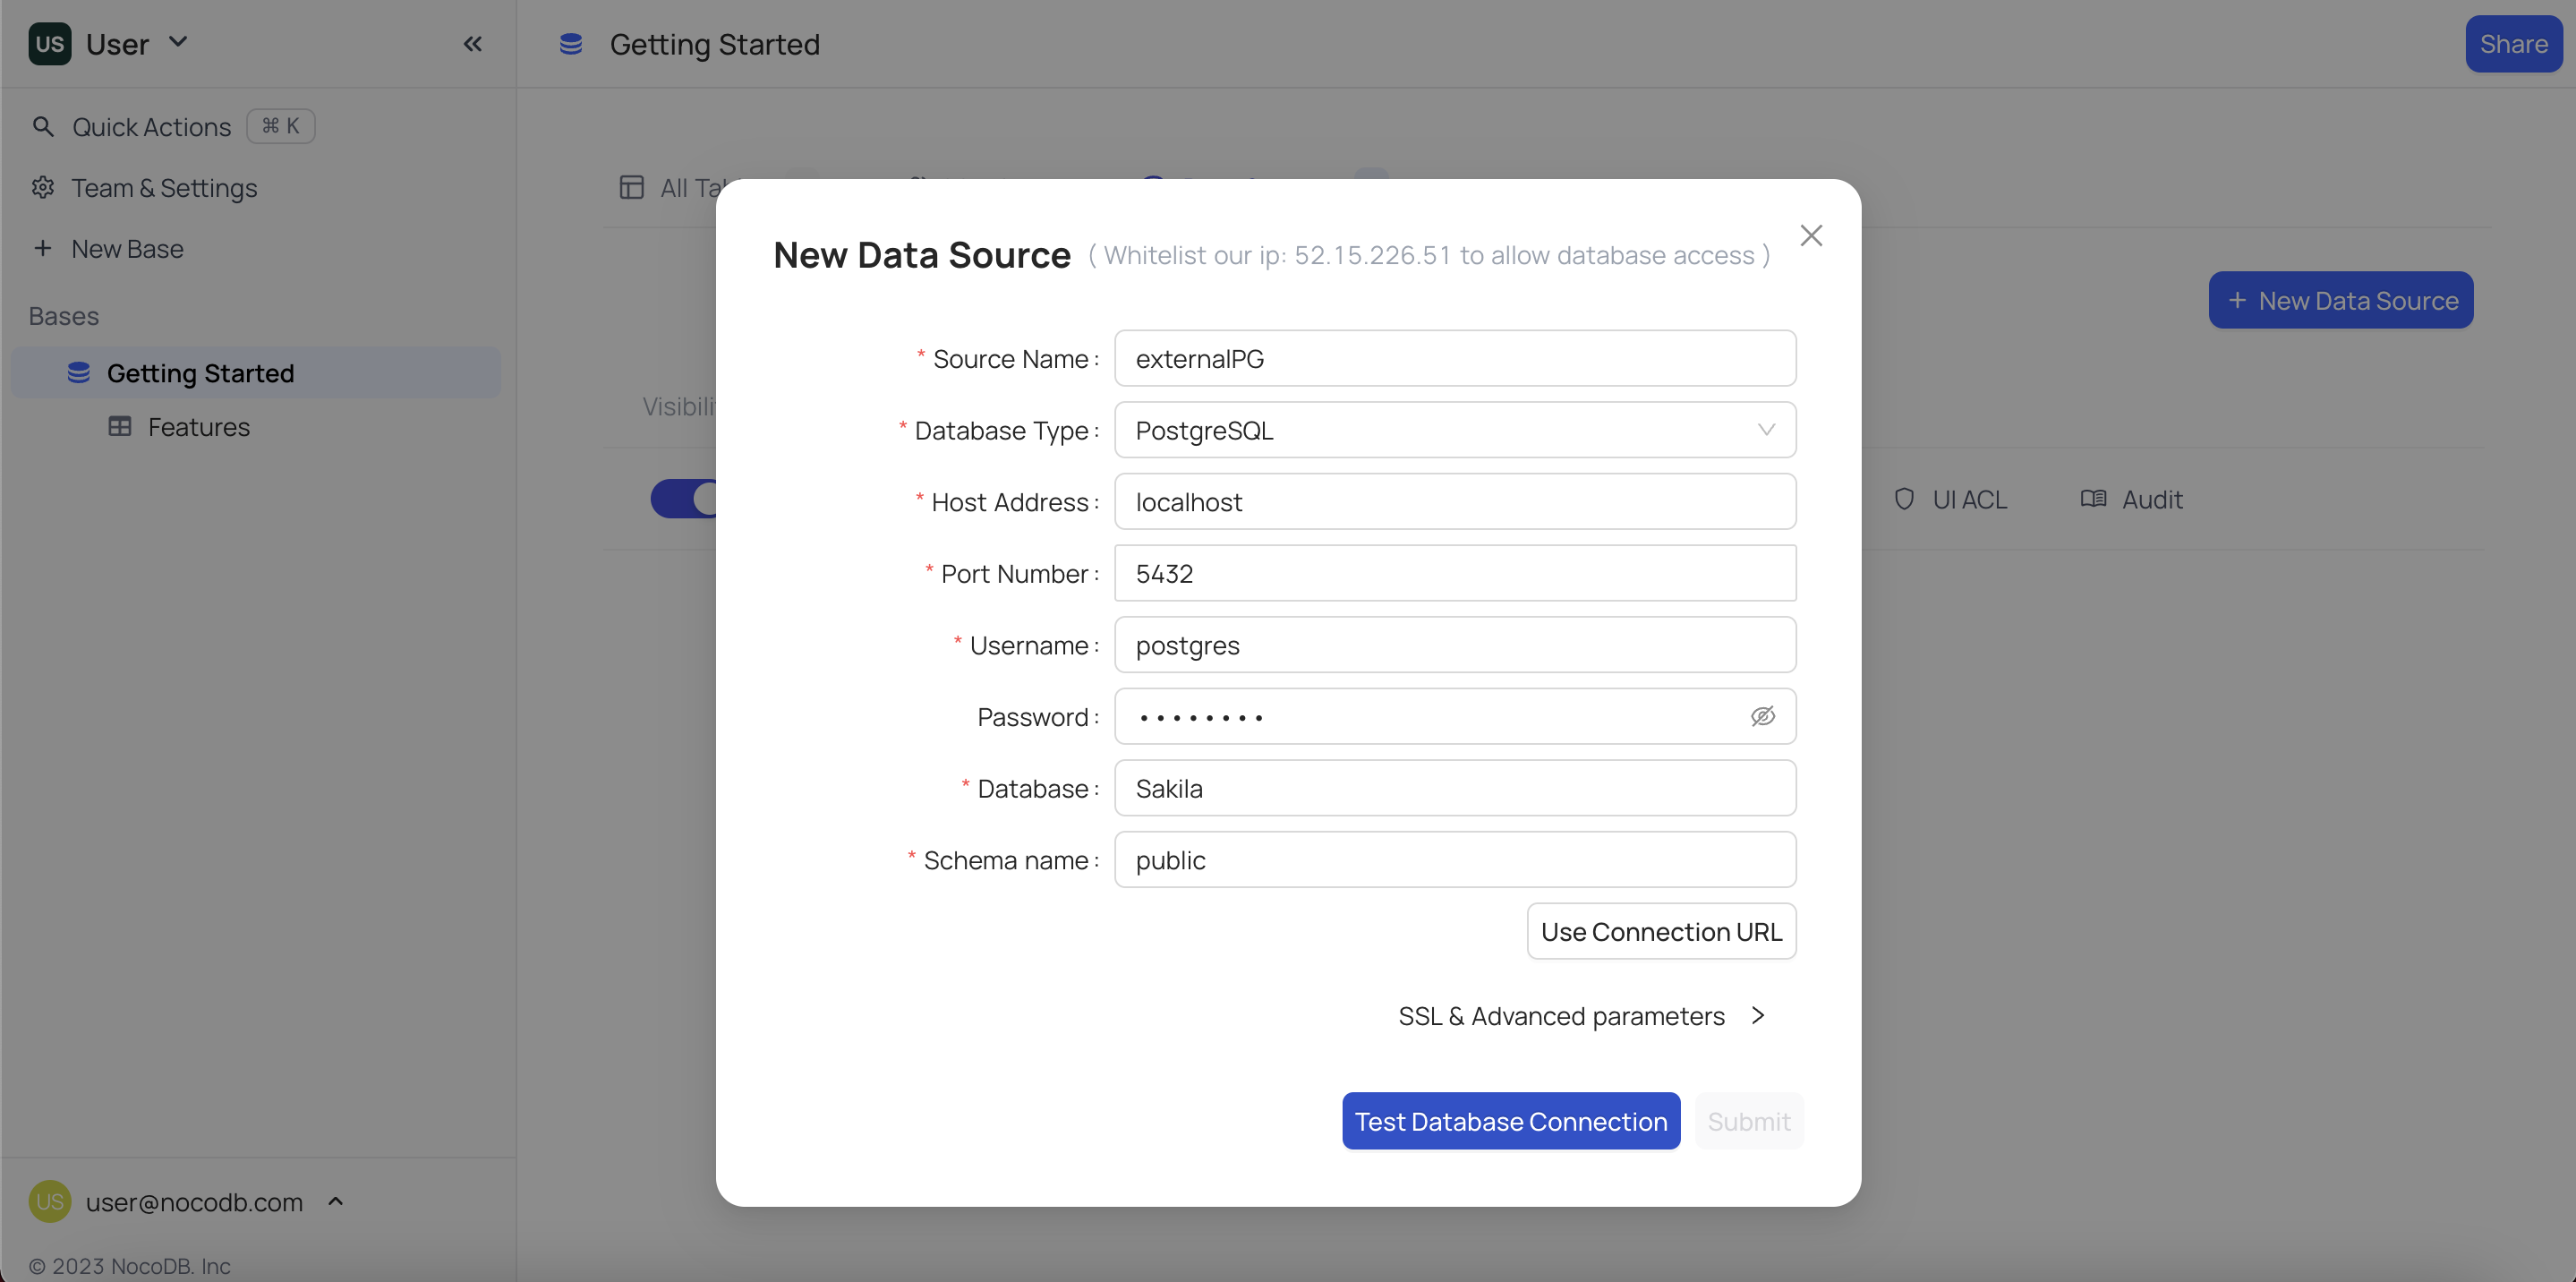 US User
Getting Started
Share
Quick Actions ⌘ K
Team & Settings
New Base
Bases
Getting Started
Features
All
New Data Source ( Whitelist our ip: 52.15.226.51 to allow database access )
+ New Data Source
* Source Name : externalPG
* Database Type : PostgreSQL
* Host Address : localhost
UI ACL
Audit
* Port Number : 5432
* Username : postgres
Password : ••••••••
* Database : Sakila
* Schema name : public
Use Connection URL
SSL & Advanced parameters
Test Database Connection
Submit
US user@nocodb.com
© 2023 NocoDB. Inc